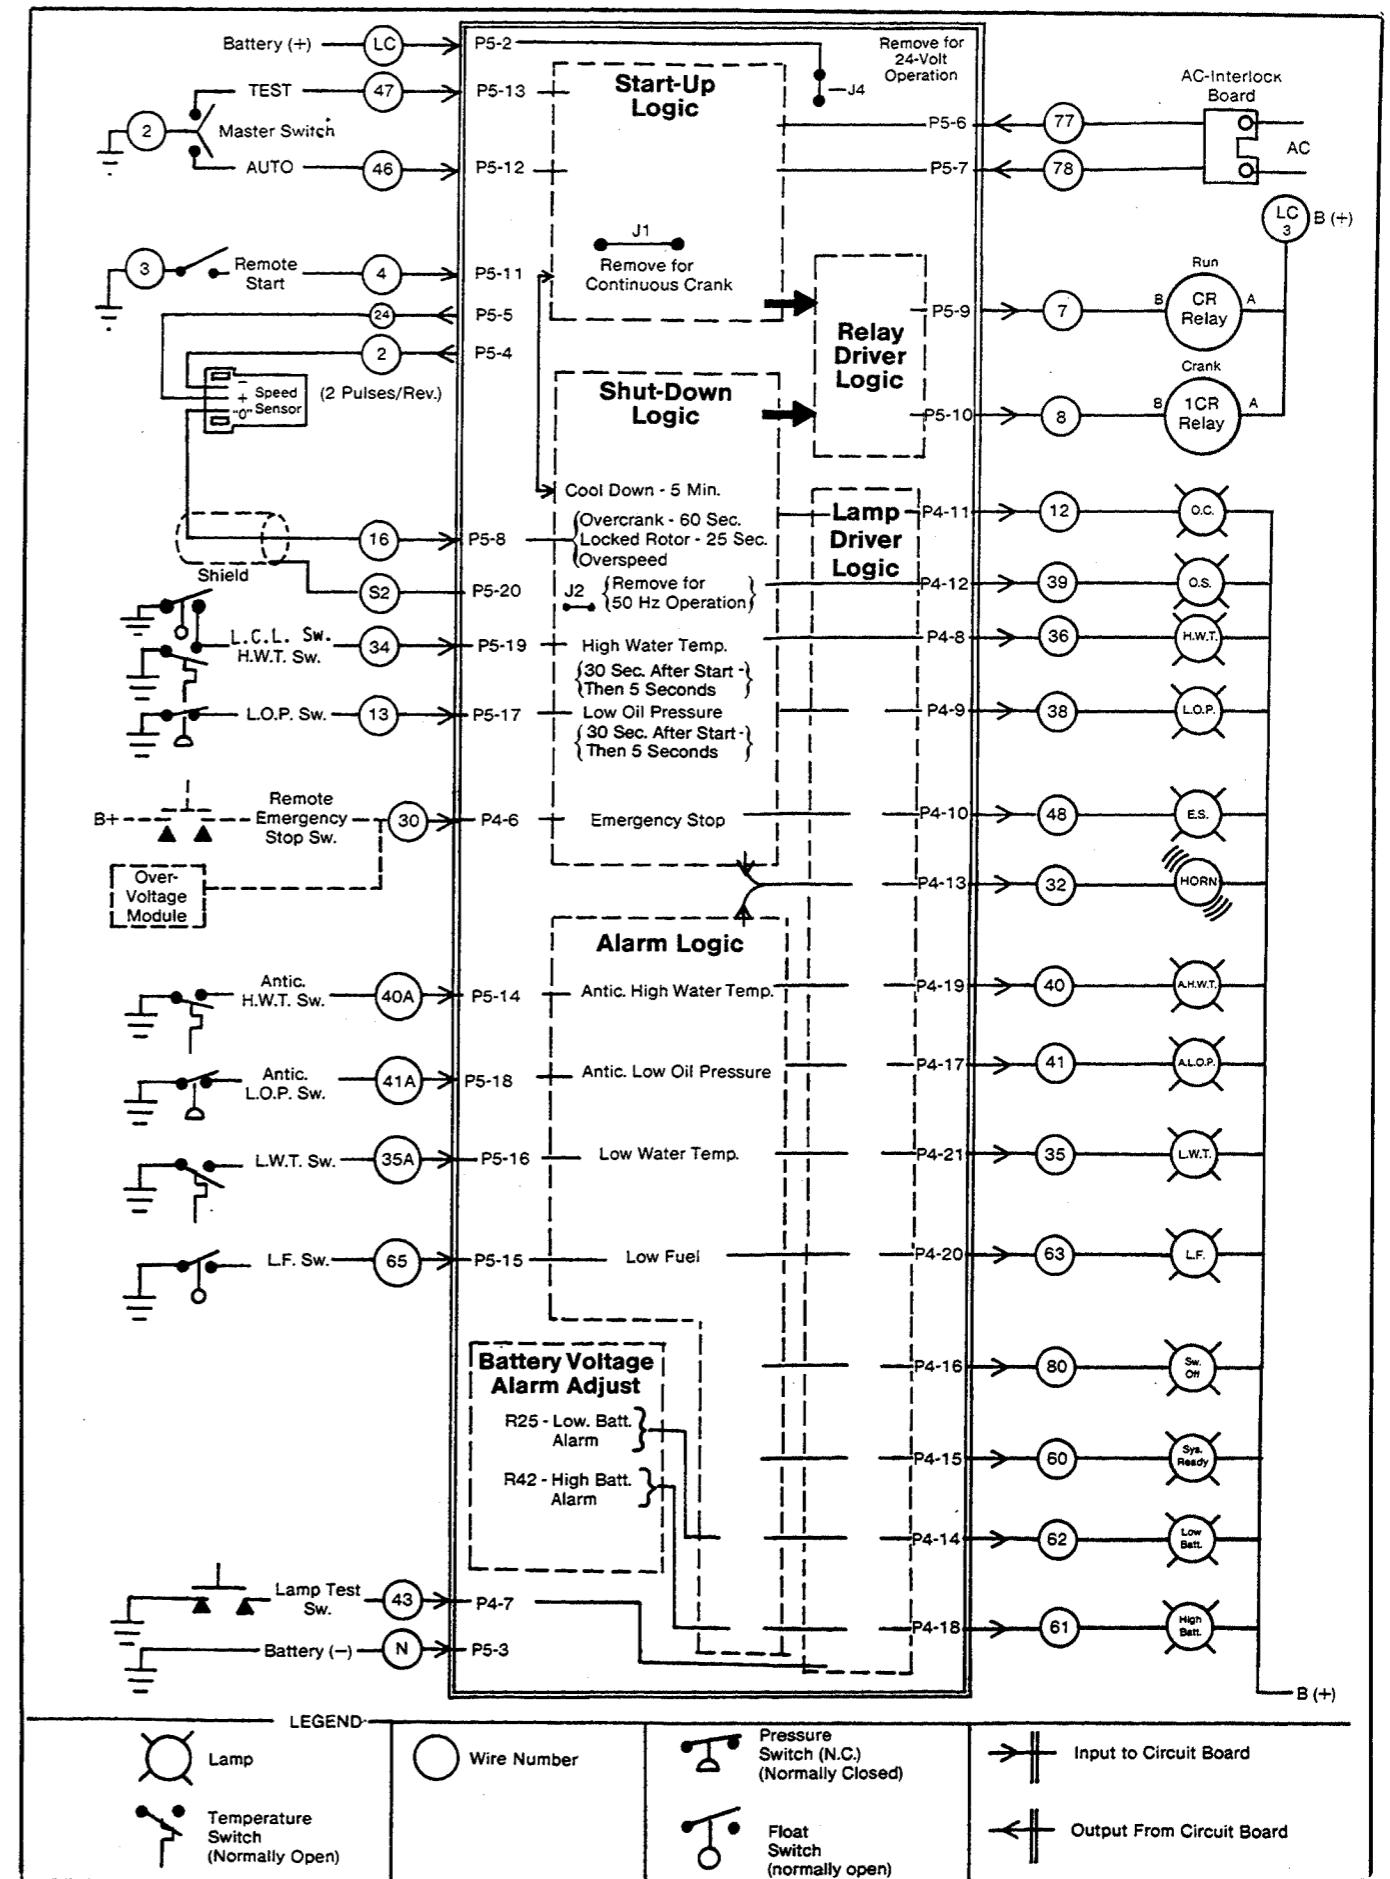 Battery (+) LC P5-2
Remove for
24-Volt
Operation
J4
TEST 47 P5-13
2 Master Switch
AUTO 46 P5-12
Start-Up
Logic
J1
Remove for
Continuous Crank
P5-6 77
P5-7 78
AC-Interlock
Board
AC
LC
3
B (+)
3 Remote
Start 4 P5-11
24 P5-5
2 P5-4
–
+ Speed
"O" Sensor
(2 Pulses/Rev.)
Relay
Driver
Logic
Run
P5-9 7 B CR
Relay A
Crank
P5-10 8 B 1CR
Relay A
Shut-Down
Logic
Cool Down - 5 Min.
Overcrank - 60 Sec.
Locked Rotor - 25 Sec.
Overspeed
J2 Remove for
50 Hz Operation
Shield
16 P5-8
S2 P5-20
L.C.L. Sw.
H.W.T. Sw. 34 P5-19 High Water Temp.
30 Sec. After Start -
Then 5 Seconds
L.O.P. Sw. 13 P5-17 Low Oil Pressure
30 Sec. After Start -
Then 5 Seconds
B+ Remote
Emergency
Stop Sw. 30 P4-6 Emergency Stop
Over-
Voltage
Module
Lamp
Driver
Logic
P4-11 12 O.C.
P4-12 39 O.S.
P4-8 36 H.W.T.
P4-9 38 L.O.P.
P4-10 48 E.S.
P4-13 32 HORN
Alarm Logic
Antic.
H.W.T. Sw. 40A P5-14 Antic. High Water Temp. P4-19 40 A.H.W.T.
Antic.
L.O.P. Sw. 41A P5-18 Antic. Low Oil Pressure P4-17 41 A.L.O.P.
L.W.T. Sw. 35A P5-16 Low Water Temp. P4-21 35 L.W.T.
L.F. Sw. 65 P5-15 Low Fuel P4-20 63 L.F.
Battery Voltage
Alarm Adjust
R25 - Low. Batt.
Alarm
R42 - High Batt.
Alarm
P4-16 80 Sw.
Off
P4-15 60 Sys.
Ready
P4-14 62 Low
Batt.
P4-18 61 High
Batt.
Lamp Test
Sw. 43 P4-7
Battery (–) N P5-3
B (+)
LEGEND
Lamp
Temperature
Switch
(Normally Open)
Wire Number
Pressure
Switch (N.C.)
(Normally Closed)
Float
Switch
(normally open)
Input to Circuit Board
Output From Circuit Board